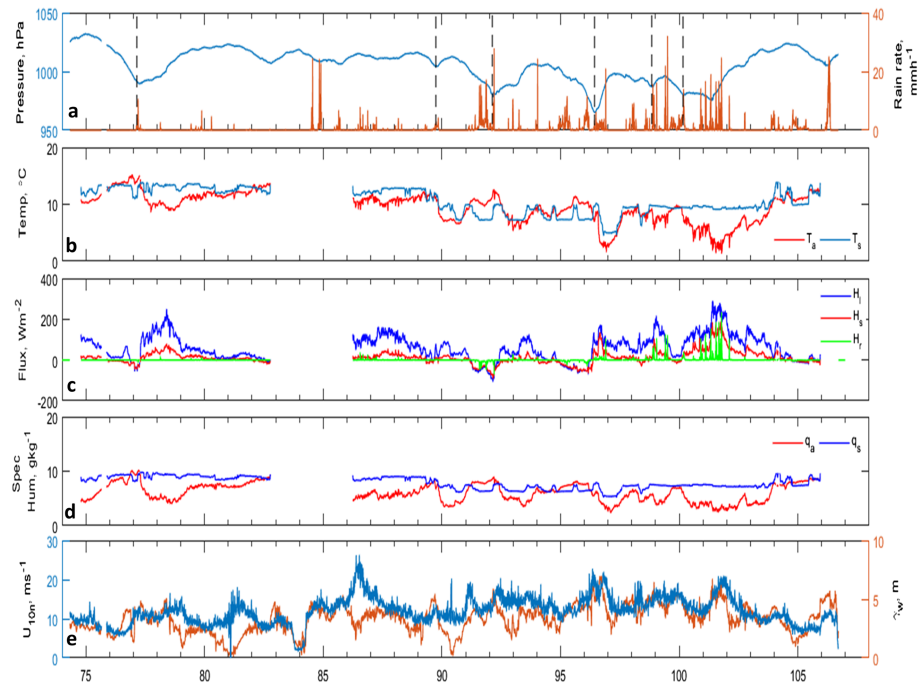 1050
1000
950
Pressure, hPa
a
40
20
0
Rain rate, mmh⁻¹
20
10
0
Temp, °C
b
Tₐ Tₛ
400
200
0
-200
Flux, Wm⁻²
c
Hₗ
Hₛ
Hᵣ
20
10
0
Spec Hum, gkg⁻¹
d
qₐ qₛ
30
20
10
0
U₁₀ₙ, ms⁻¹
e
10
5
0
75 80 85 90 95 100 105